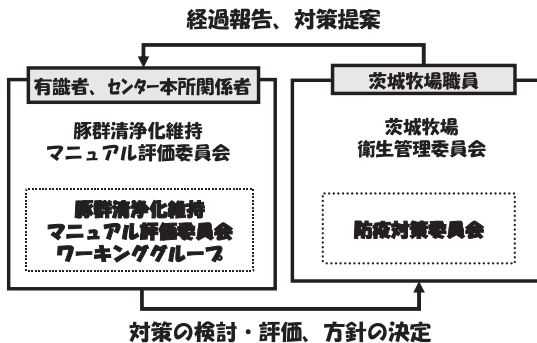 経過報告、対策提案
有識者、センター本所関係者
豚群清浄化維持
マニュアル評価委員会
豚群清浄化維持
マニュアル評価委員会
ワーキンググループ
茨城牧場職員
茨城牧場
衛生管理委員会
防疫対策委員会
対策の検討・評価、方針の決定